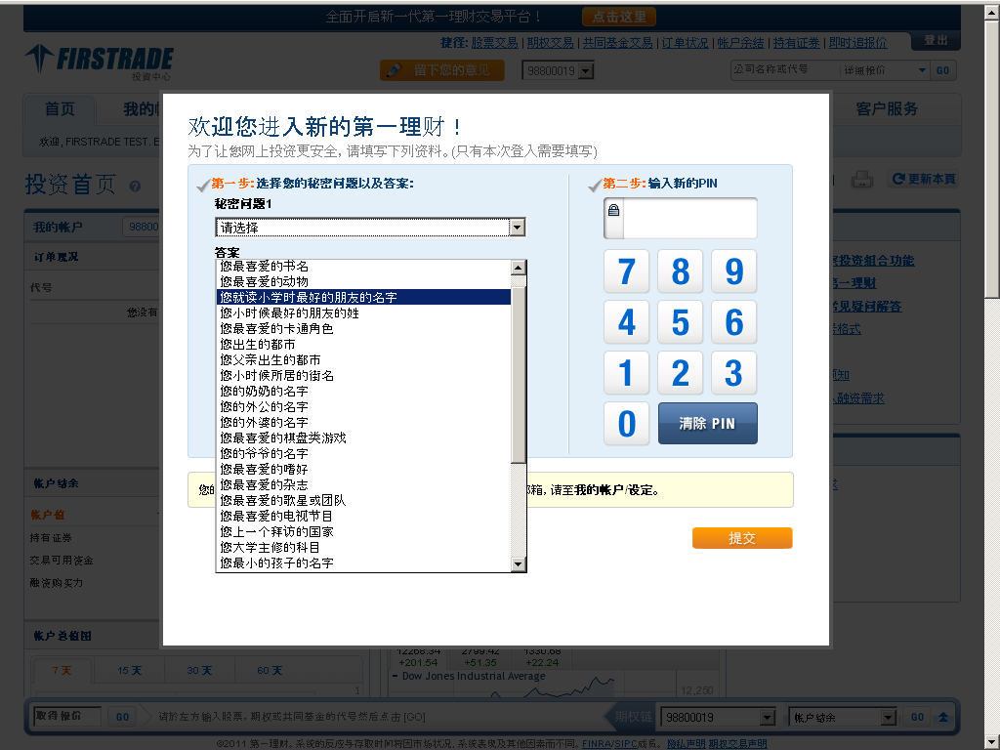 全面开启新一代第一理财交易平台！ 点击这里
捷径: 股票交易 | 期权交易 | 共同基金交易 | 订单状况 | 帐户余结 | 持有证券 | 即时追报价 登出
FIRSTRADE
投资中心
留下您的意见 98800019 公司名称或代号 详细报价 GO
首页 我的帐 客户服务
欢迎, FIRSTRADE TEST. E
投资首页 更新本頁
欢迎您进入新的第一理财！
为了让您网上投资更安全, 请填写下列资料。(只有本次登入需要填写)
我的帐户 98800
订单现况
代号
您没有
第一步: 选择您的秘密问题以及答案:
秘密问题1
请选择
答案
您最喜爱的书名
您最喜爱的动物
您就读小学时最好的朋友的名字
您小时候最好的朋友的姓
您最喜爱的卡通角色
您出生的都市
您父亲出生的都市
您小时候所居的街名
您的奶奶的名字
您的外公的名字
您的外婆的名字
您最喜爱的棋盘类游戏
您的爷爷的名字
您最喜爱的嗜好
您最喜爱的杂志
您最喜爱的歌星或团队
您最喜爱的电视节目
您上一个拜访的国家
您大学主修的科目
您最小的孩子的名字
第二步: 输入新的PIN
7 8 9
4 5 6
1 2 3
0 清除 PIN
投资组合功能
第一理财
常见疑问解答
格式
须知
融资需求
您的
邮箱, 请至我的帐户/设定。
提交
帐户结余
帐户值
持有证券
交易可用资金
融资购买力
帐户总值图
7 天 15 天 30 天 60 天
12268.34 2799.42 1330.68
+201.54 +51.35 +22.24
Dow Jones Industrial Average
12,250
取得报价 GO 请於左方输入股票, 期权或共同基金的代号然后点击 [GO] 期权链 98800019 帐户结余 GO
©2011 第一理财. 系统的反应与存取时间将因市场状况, 系统表现及其他因素而不同。 FINRA/SIPC成员。 隐私声明 期权交易声明